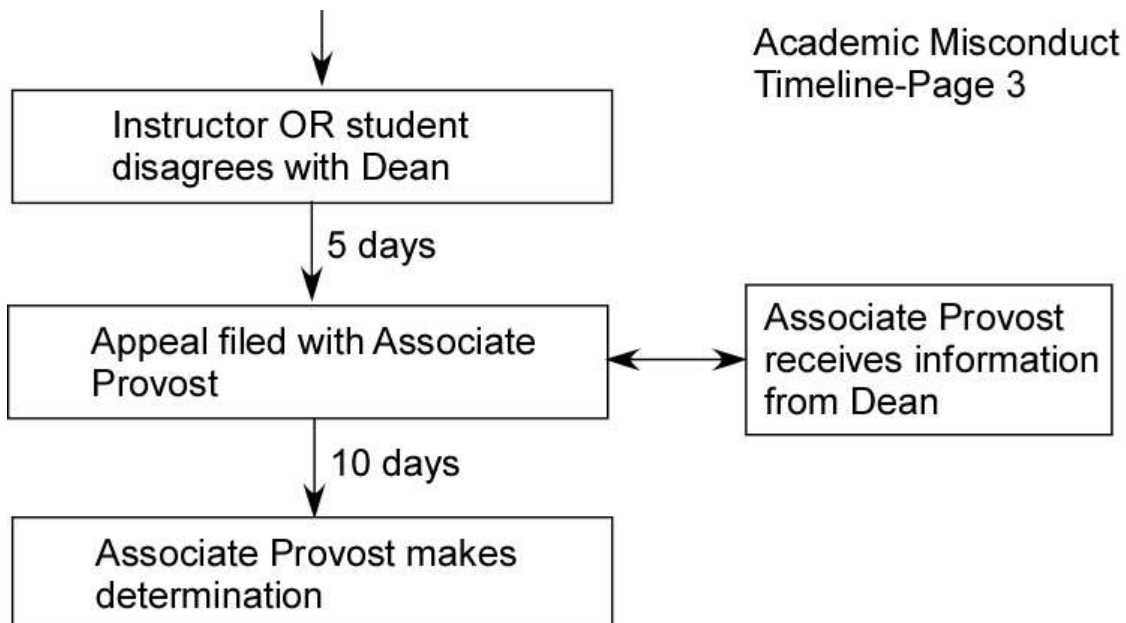 Academic Misconduct
Timeline-Page 3
Instructor OR student
disagrees with Dean
5 days
Appeal filed with Associate
Provost
Associate Provost
receives information
from Dean
10 days
Associate Provost makes
determination